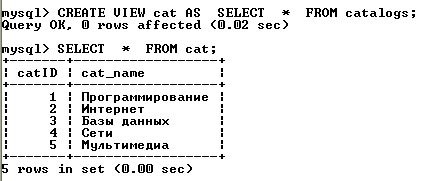 mysql> CREATE VIEW cat AS  SELECT  *  FROM catalogs;
Query OK, 0 rows affected (0.02 sec)
mysql> SELECT  *  FROM cat;
+-------+------------------+
| catID | cat_name         |
+-------+------------------+
|     1 | Программирование |
|     2 | Интернет         |
|     3 | Базы данных      |
|     4 | Сети             |
|     5 | Мультимедиа      |
+-------+------------------+
5 rows in set (0.00 sec)